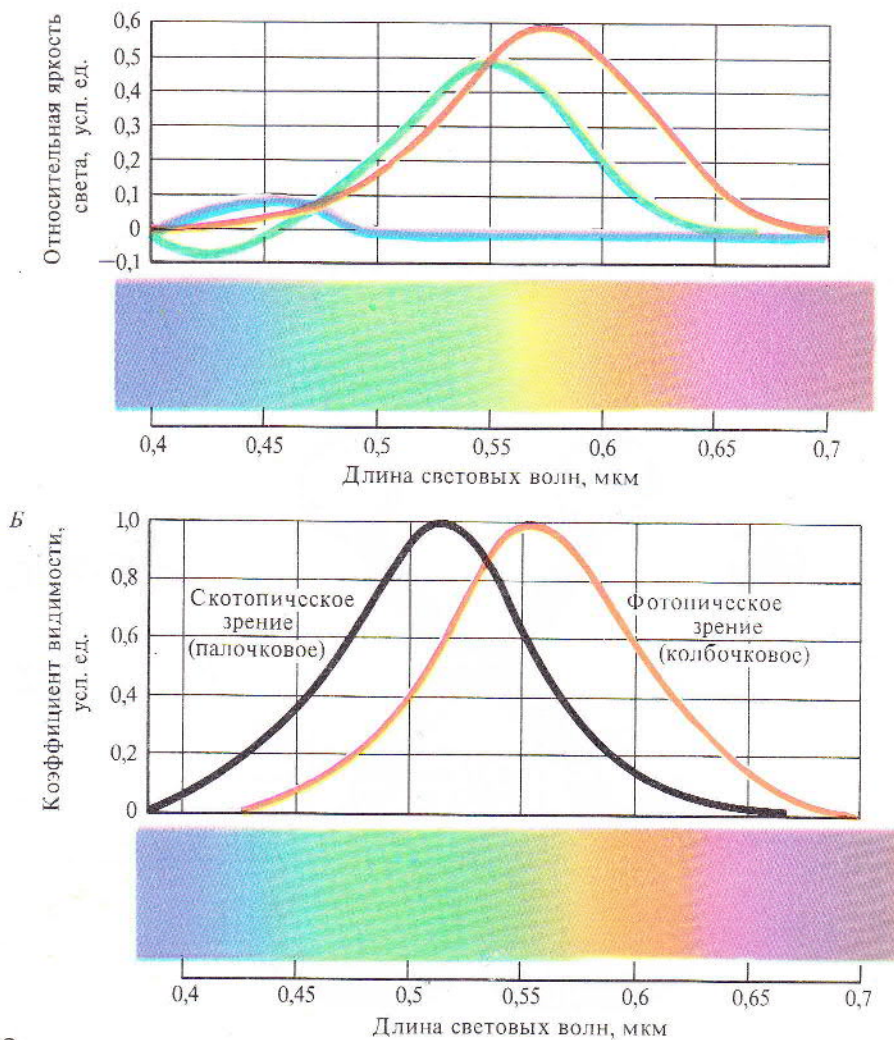 Относительная яркость
света, усл. ед.
0,6
0,5
0,4
0,3
0,2
0,1
0
—0,1
0,4
0,45
0,5
0,55
0,6
0,65
0,7
Длина световых волн, мкм
Б
Коэффициент видимости,
усл. ед.
1,0
0,8
0,6
0,4
0,2
0
Скотопическое
зрение
(палочковое)
Фотопическое
зрение
(колбочковое)
0,4
0,45
0,5
0,55
0,6
0,65
0,7
Длина световых волн, мкм